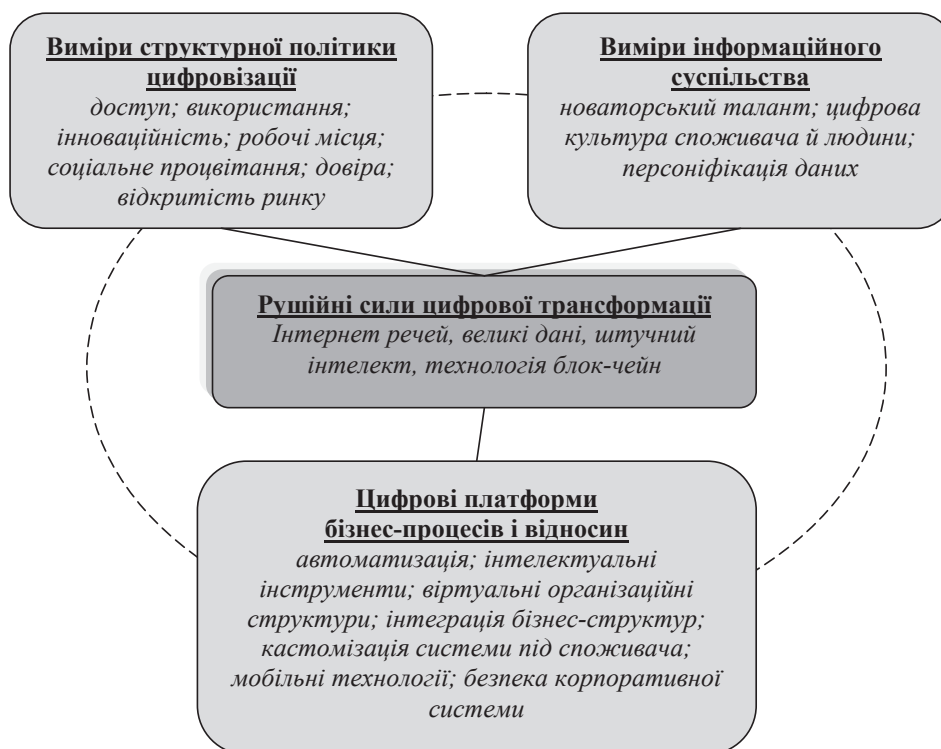 Виміри структурної політики
цифровізації
доступ; використання;
інноваційність; робочі місця;
соціальне процвітання; довіра;
відкритість ринку
Виміри інформаційного
суспільства
новаторський талант; цифрова
культура споживача й людини;
персоніфікація даних
Рушійні сили цифрової трансформації
Інтернет речей, великі дані, штучний
інтелект, технологія блок-чейн
Цифрові платформи
бізнес-процесів і відносин
автоматизація; інтелектуальні
інструменти; віртуальні організаційні
структури; інтеграція бізнес-структур;
кастомізація системи під споживача;
мобільні технології; безпека корпоративної
системи